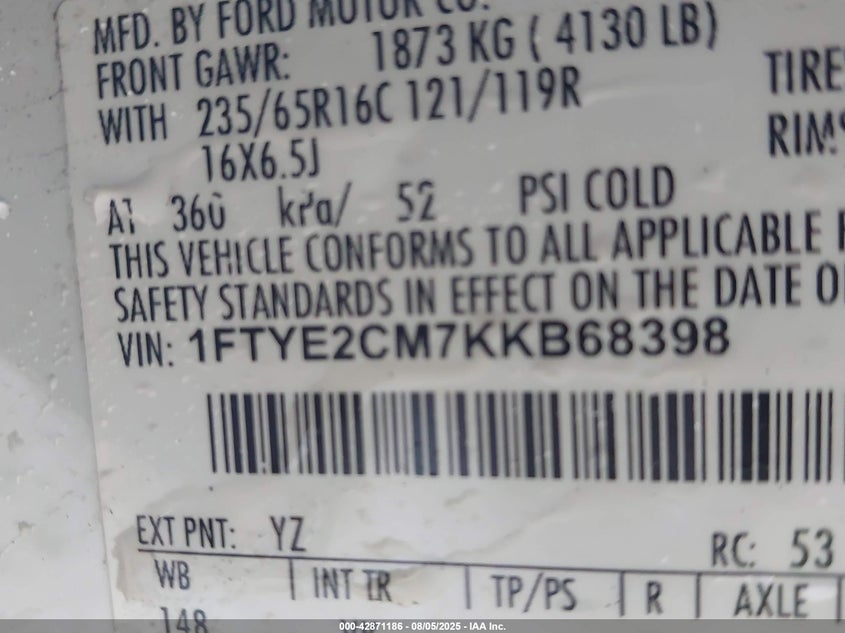 MFD. BY FORD MOTOR CO.
FRONT GAWR: 1873 KG ( 4130 LB)
WITH 235/65R16C 121/119R TIRE
16X6.5J RIMS
AT 360 kPa/ 52 PSI COLD
THIS VEHICLE CONFORMS TO ALL APPLICABLE
SAFETY STANDARDS IN EFFECT ON THE DATE
VIN: 1FTYE2CM7KKB68398
EXT PNT: YZ RC: 53
WB INT TR TP/PS R AXLE
148
000-42871186 - 08/05/2025 - IAA Inc.